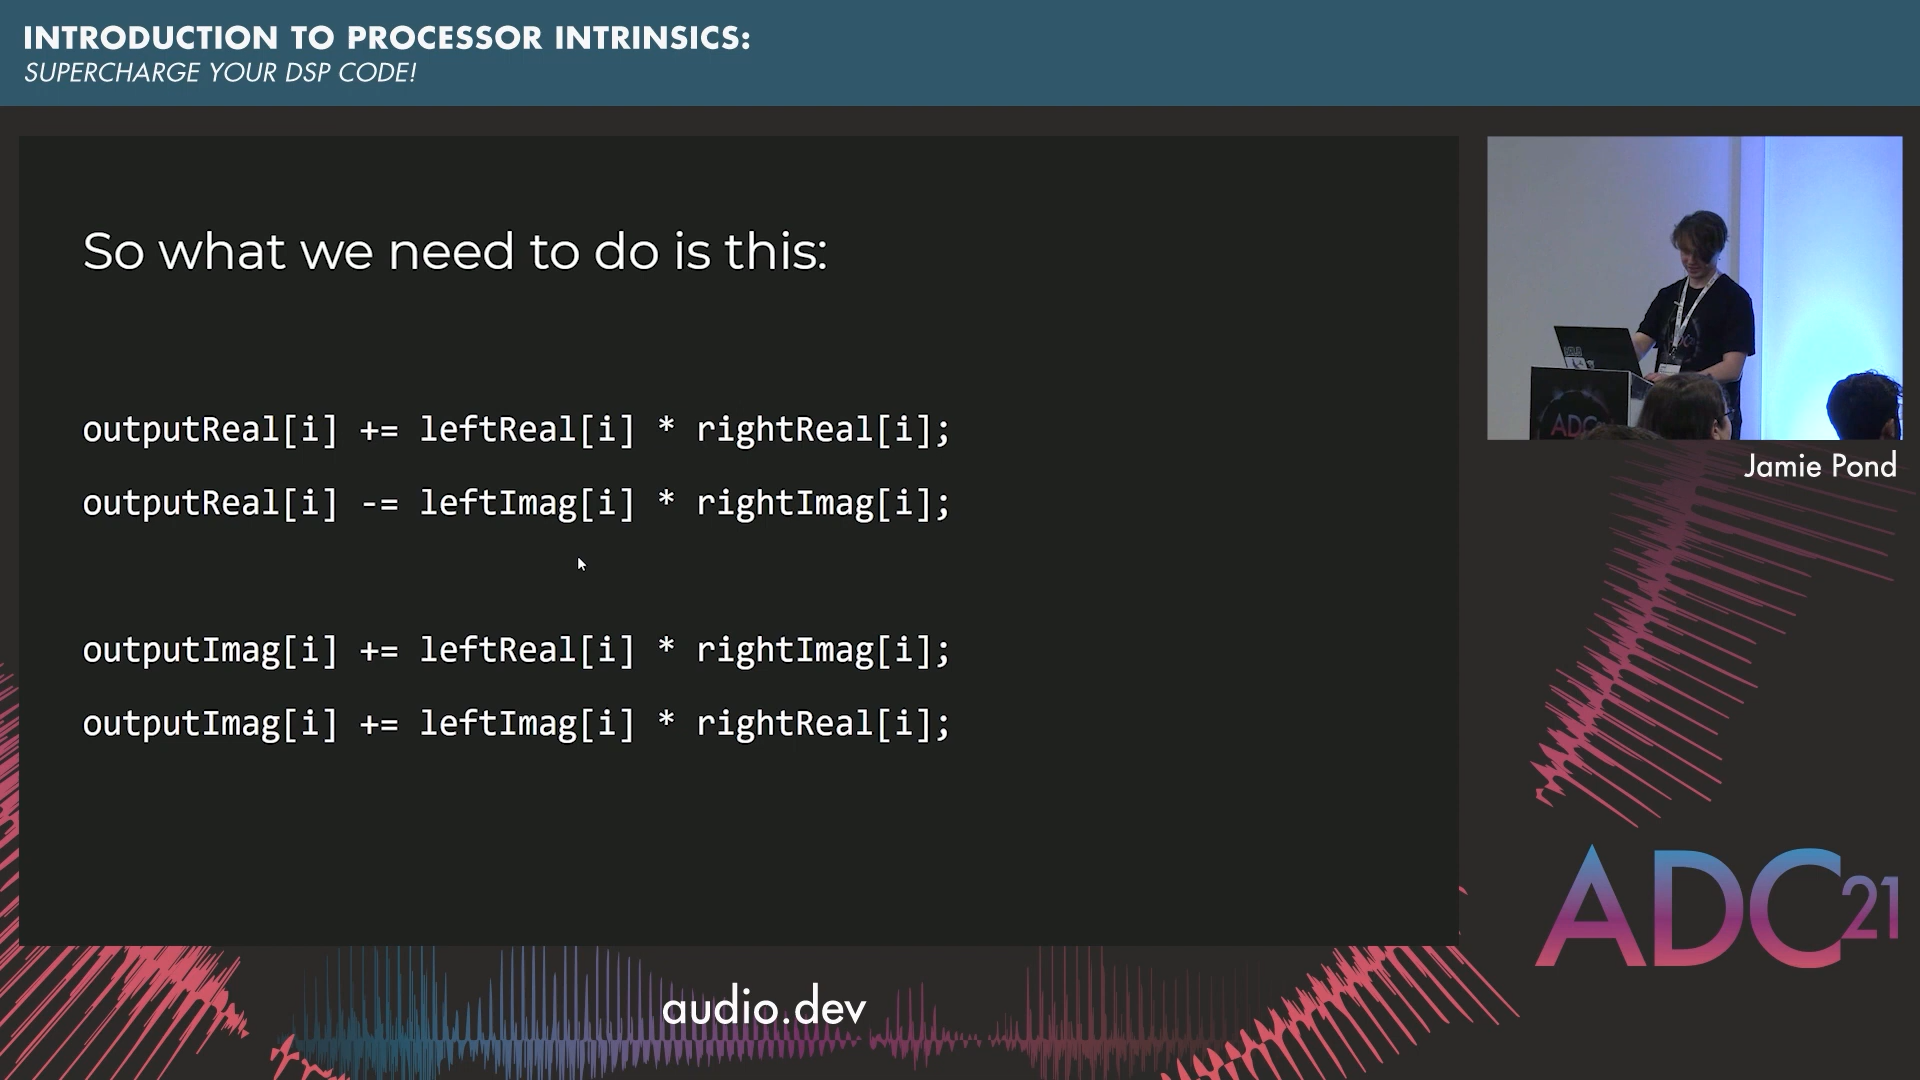 INTRODUCTION TO PROCESSOR INTRINSICS:
SUPERCHARGE YOUR DSP CODE!
So what we need to do is this:
outputReal[i] += leftReal[i] * rightReal[i];
outputReal[i] -= leftImag[i] * rightImag[i];
outputImag[i] += leftReal[i] * rightImag[i];
outputImag[i] += leftImag[i] * rightReal[i];
ADC
Jamie Pond
ADC21
audio.dev